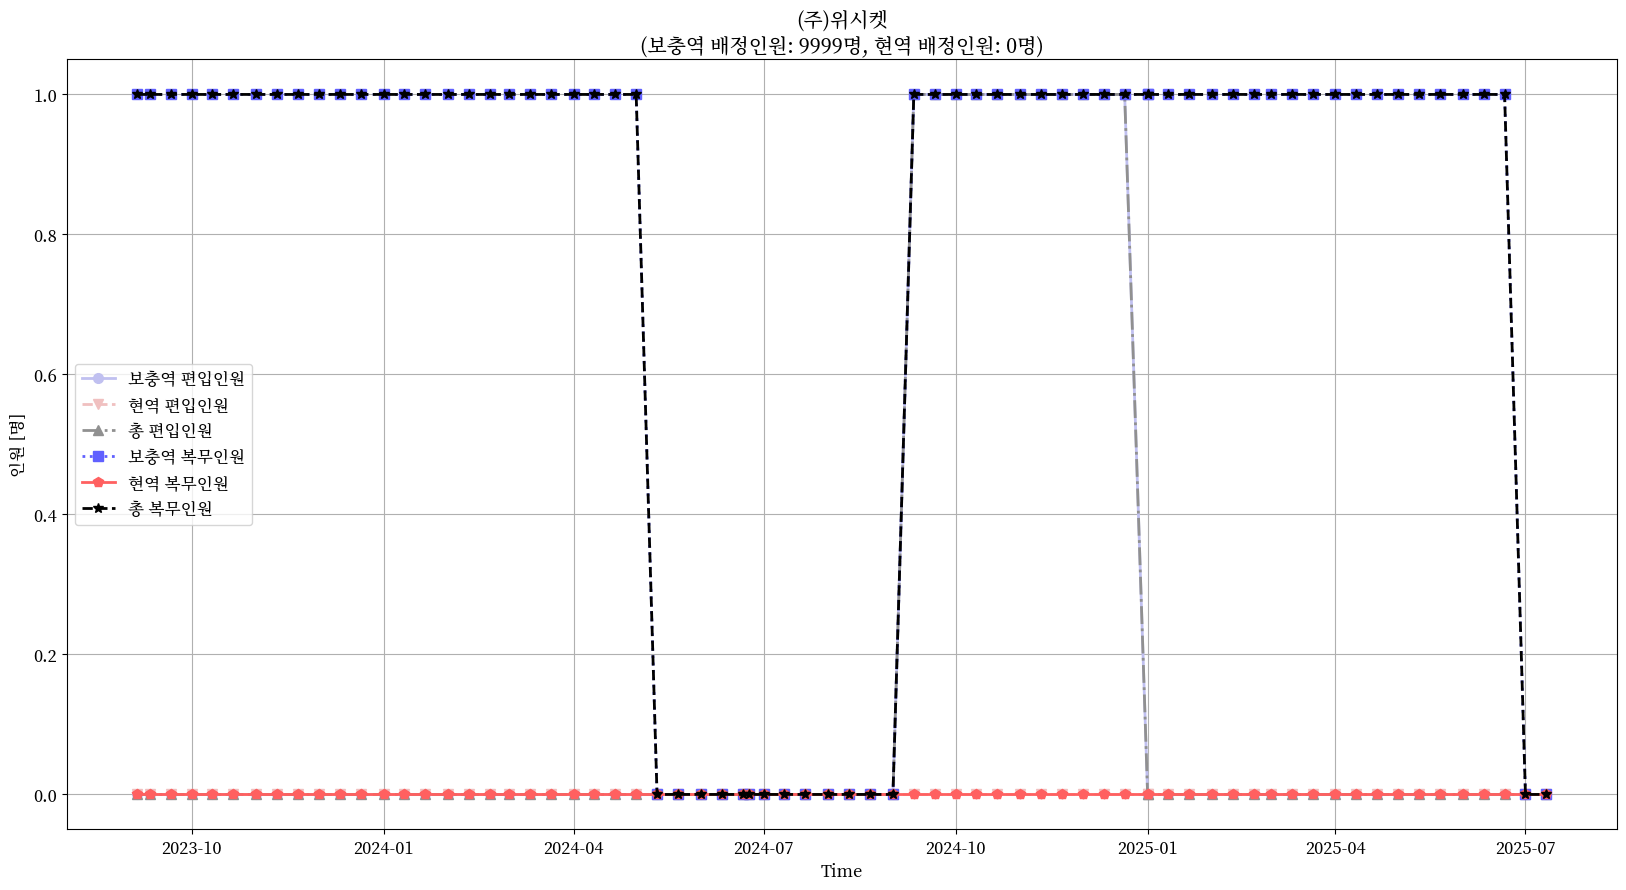 (주)위시켓
(보충역 배정인원: 9999명, 현역 배정인원: 0명)
인원 [명]
1.0
0.8
0.6
0.4
0.2
0.0
보충역 편입인원
현역 편입인원
총 편입인원
보충역 복무인원
현역 복무인원
총 복무인원
2023-10
2024-01
2024-04
2024-07
2024-10
2025-01
2025-04
2025-07
Time